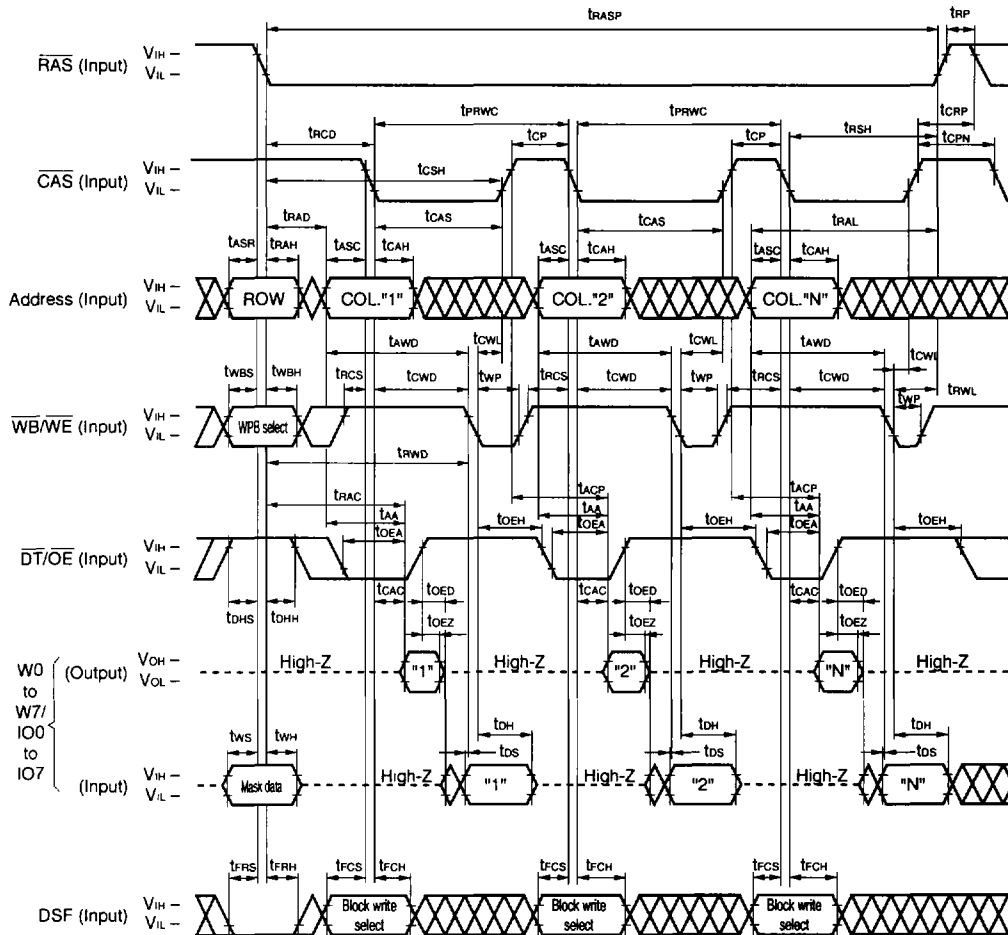 tRASP
tRP
RAS (Input)
VIH –
VIL –
tRCD
tPRWC
tCP
tPRWC
tCP
tRSH
tCRP
tCPN
tCSH
CAS (Input)
VIH –
VIL –
tRAD
tCAS
tCAS
tRAL
tASR
tRAH
tASC
tCAH
tASC
tCAH
tASC
tCAH
Address (Input)
VIH –
VIL –
ROW
COL."1"
COL."2"
COL."N"
tAWD
tCWL
tAWD
tCWL
tAWD
tCWL
tWBS
tWBH
tRCS
tCWD
tWP
tRCS
tCWD
tWP
tRCS
tCWD
tWP
tRWL
WB/WE (Input)
VIH –
VIL –
WPB select
tRWD
tRAC
tACP
tACP
tAA
tAA
tAA
tOEA
tOEH
tOEA
tOEH
tOEA
tOEH
DT/OE (Input)
VIH –
VIL –
tDHS
tDHH
tCAC
tOED
tCAC
tOED
tCAC
tOED
tOEZ
tOEZ
tOEZ
W0
to
W7/
IO0
to
IO7
(Output)
VOH –
VOL –
High-Z
"1"
High-Z
"2"
High-Z
"N"
High-Z
tWS
tWH
tDH
tDS
tDH
tDS
tDH
tDS
(Input)
VIH –
VIL –
Mask data
High-Z
"1"
High-Z
"2"
High-Z
"N"
tFRS
tFRH
tFCS
tFCH
tFCS
tFCH
tFCS
tFCH
DSF (Input)
VIH –
VIL –
Block write
select
Block write
select
Block write
select